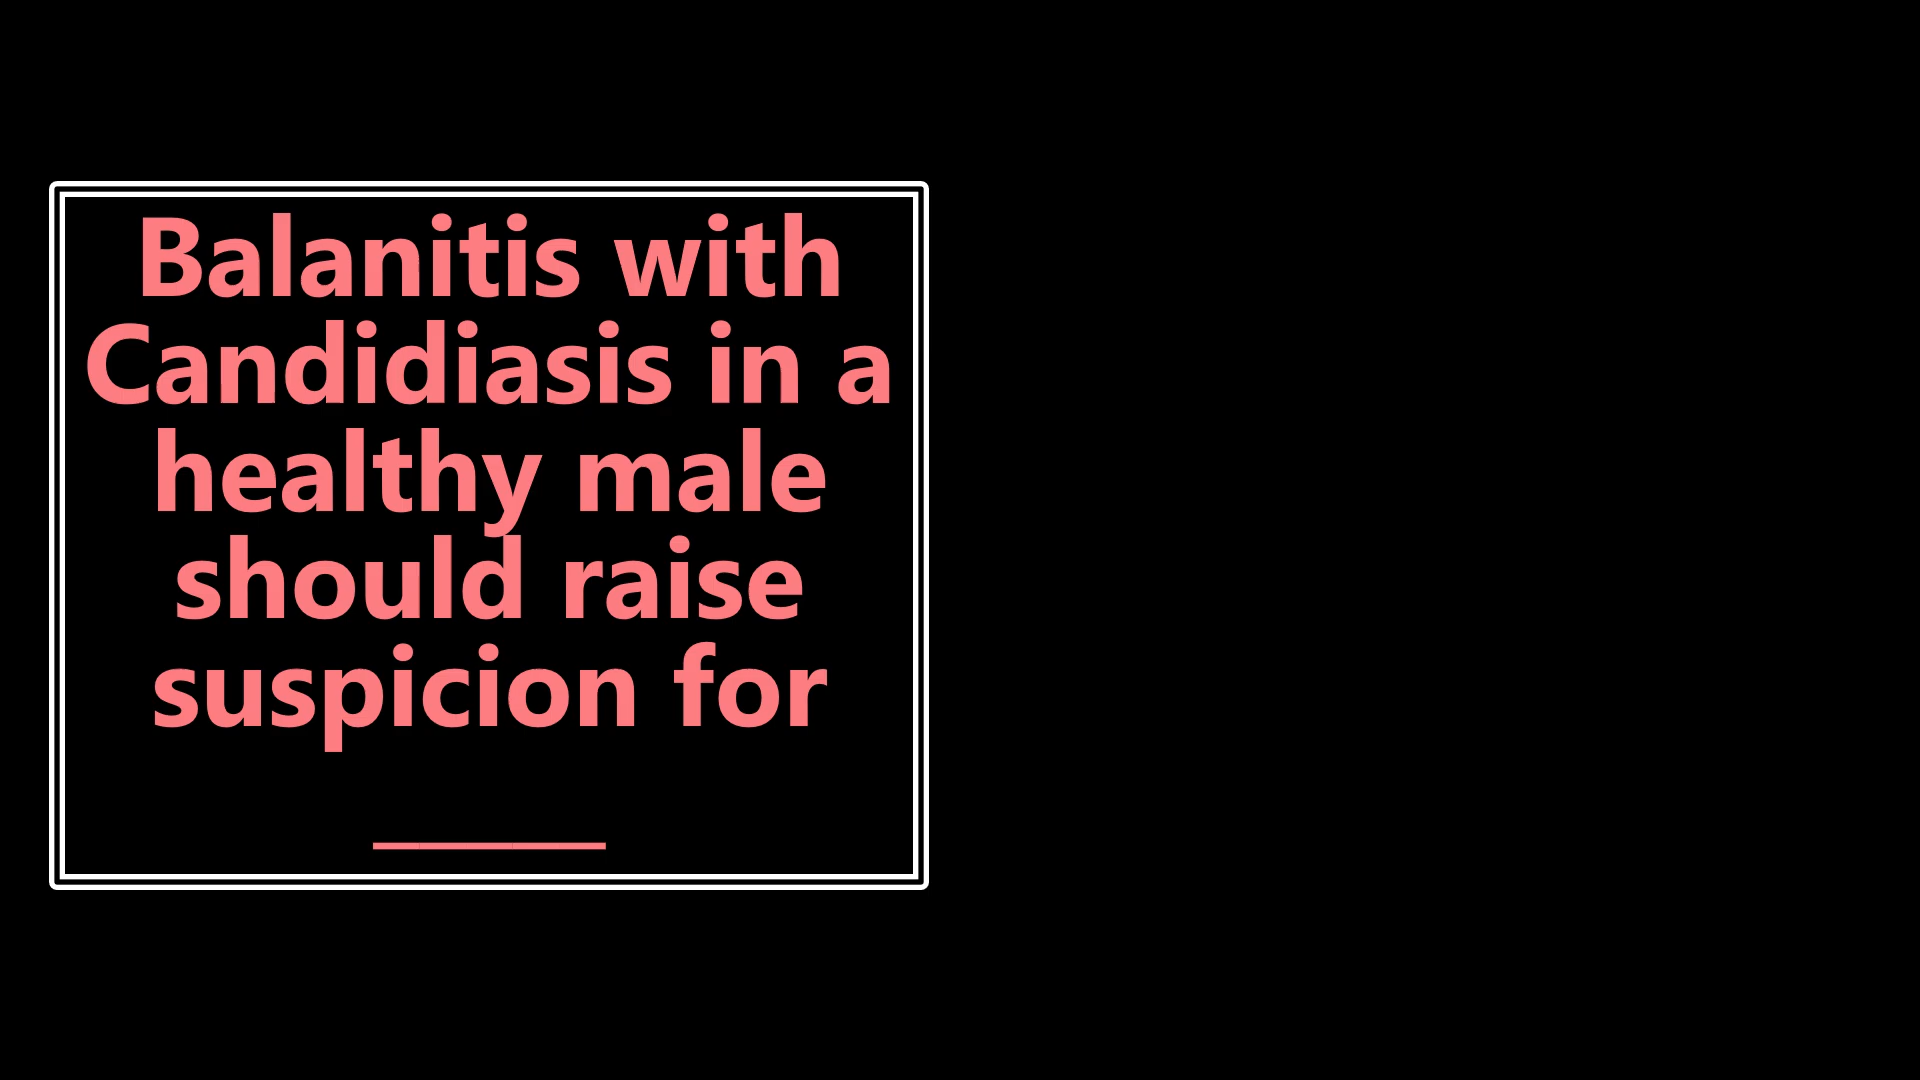 Balanitis with
Candidiasis in a
healthy male
should raise
suspicion for
_____